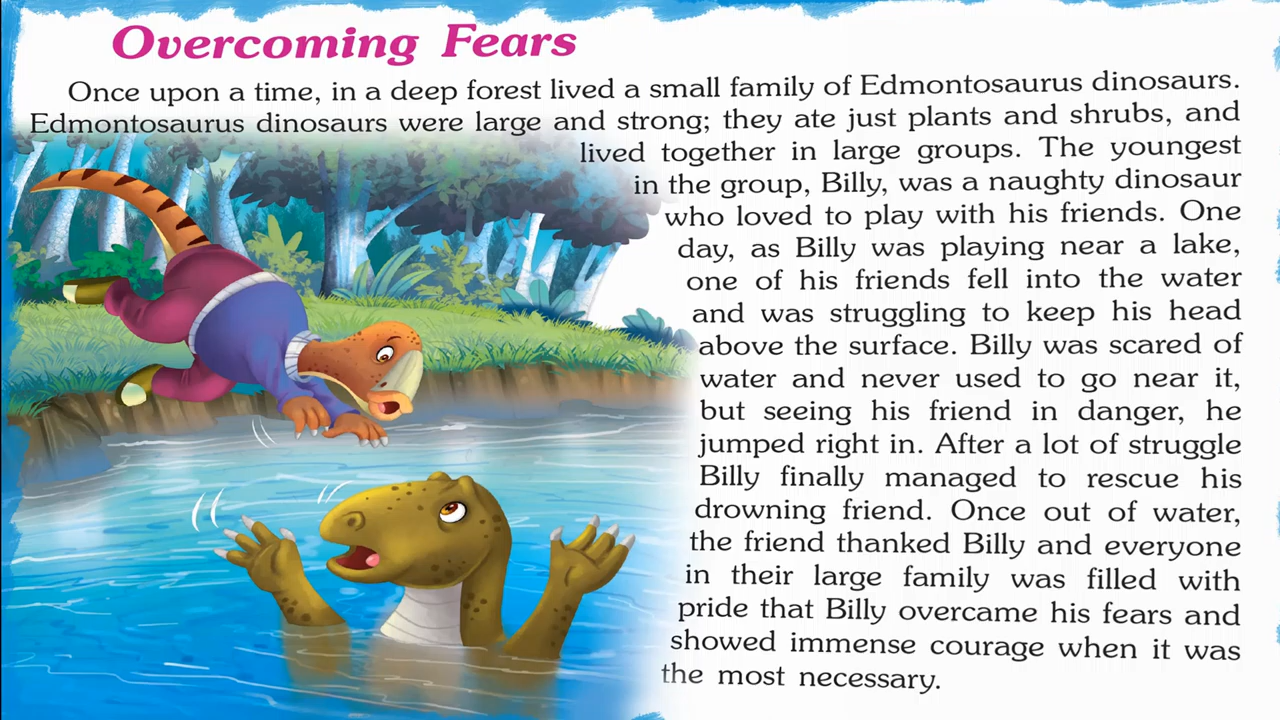 Overcoming Fears
Once upon a time, in a deep forest lived a small family of Edmontosaurus dinosaurs.
Edmontosaurus dinosaurs were large and strong; they ate just plants and shrubs, and
lived together in large groups. The youngest
in the group, Billy, was a naughty dinosaur
who loved to play with his friends. One
day, as Billy was playing near a lake,
one of his friends fell into the water
and was struggling to keep his head
above the surface. Billy was scared of
water and never used to go near it,
but seeing his friend in danger, he
jumped right in. After a lot of struggle
Billy finally managed to rescue his
drowning friend. Once out of water,
the friend thanked Billy and everyone
in their large family was filled with
pride that Billy overcame his fears and
showed immense courage when it was
the most necessary.